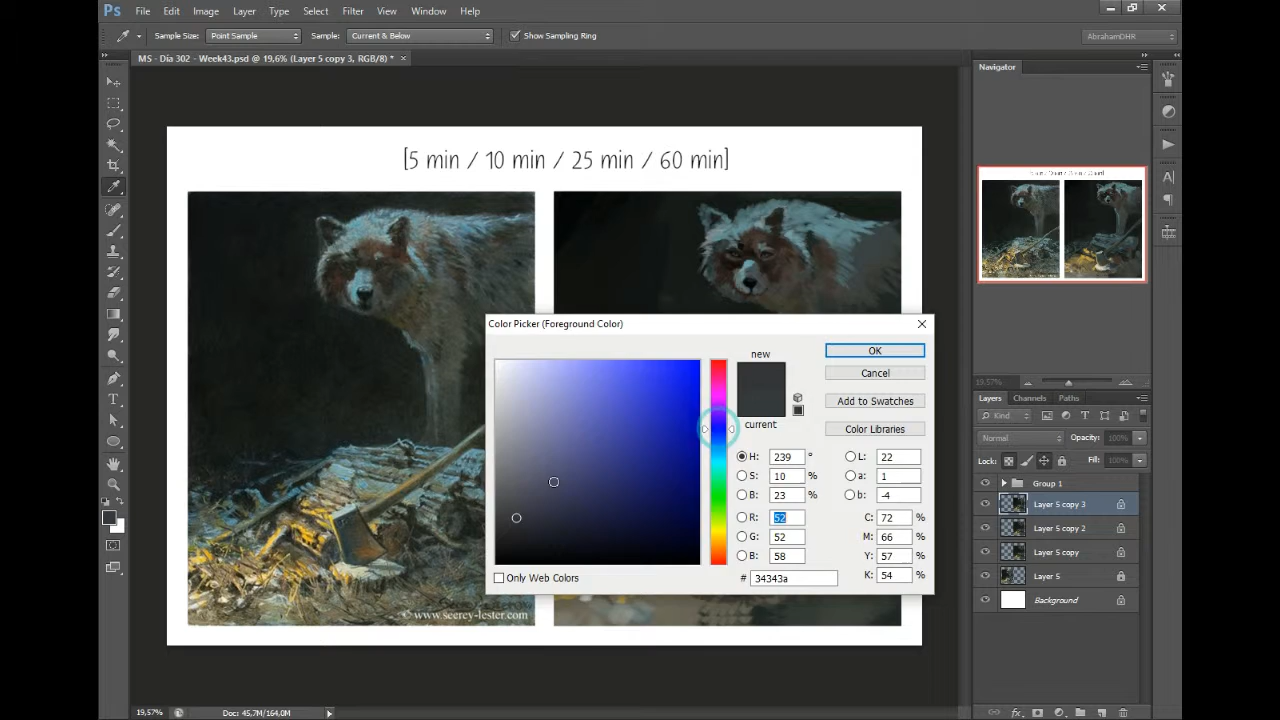 Ps File Edit Image Layer Type Select Filter View Window Help
Sample Size: Point Sample Sample: Current & Below Show Sampling Ring AbrahamDHR
MS - Día 302 - Week43.psd @ 19,6% (Layer 5 copy 3, RGB/8) *
Navigator
[5 min / 10 min / 25 min / 60 min]
© www.seerey-lester.com
Color Picker (Foreground Color)
new
current
OK
Cancel
Add to Swatches
Color Libraries
H: 239 °
S: 10 %
B: 23 %
R: 52
G: 52
B: 58
L: 22
a: 1
b: -4
C: 72 %
M: 66 %
Y: 57 %
K: 54 %
# 34343a
Only Web Colors
19,57%
Layers Channels Paths
Kind
Normal Opacity: 100%
Lock: Fill: 100%
Group 1
Layer 5 copy 3
Layer 5 copy 2
Layer 5 copy
Layer 5
Background
fx
19,57% Doc: 45,7M/164,0M